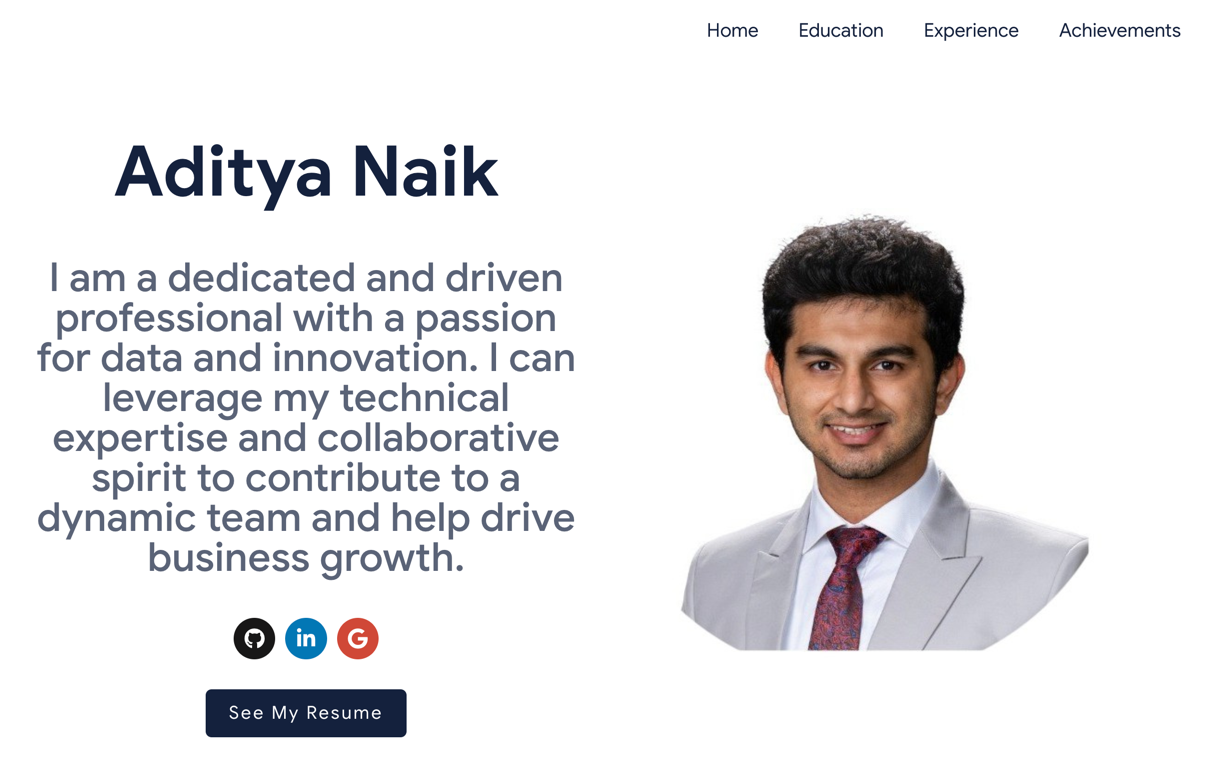 Home Education Experience Achievements
Aditya Naik
I am a dedicated and driven
professional with a passion
for data and innovation. I can
leverage my technical
expertise and collaborative
spirit to contribute to a
dynamic team and help drive
business growth.
in G
See My Resume